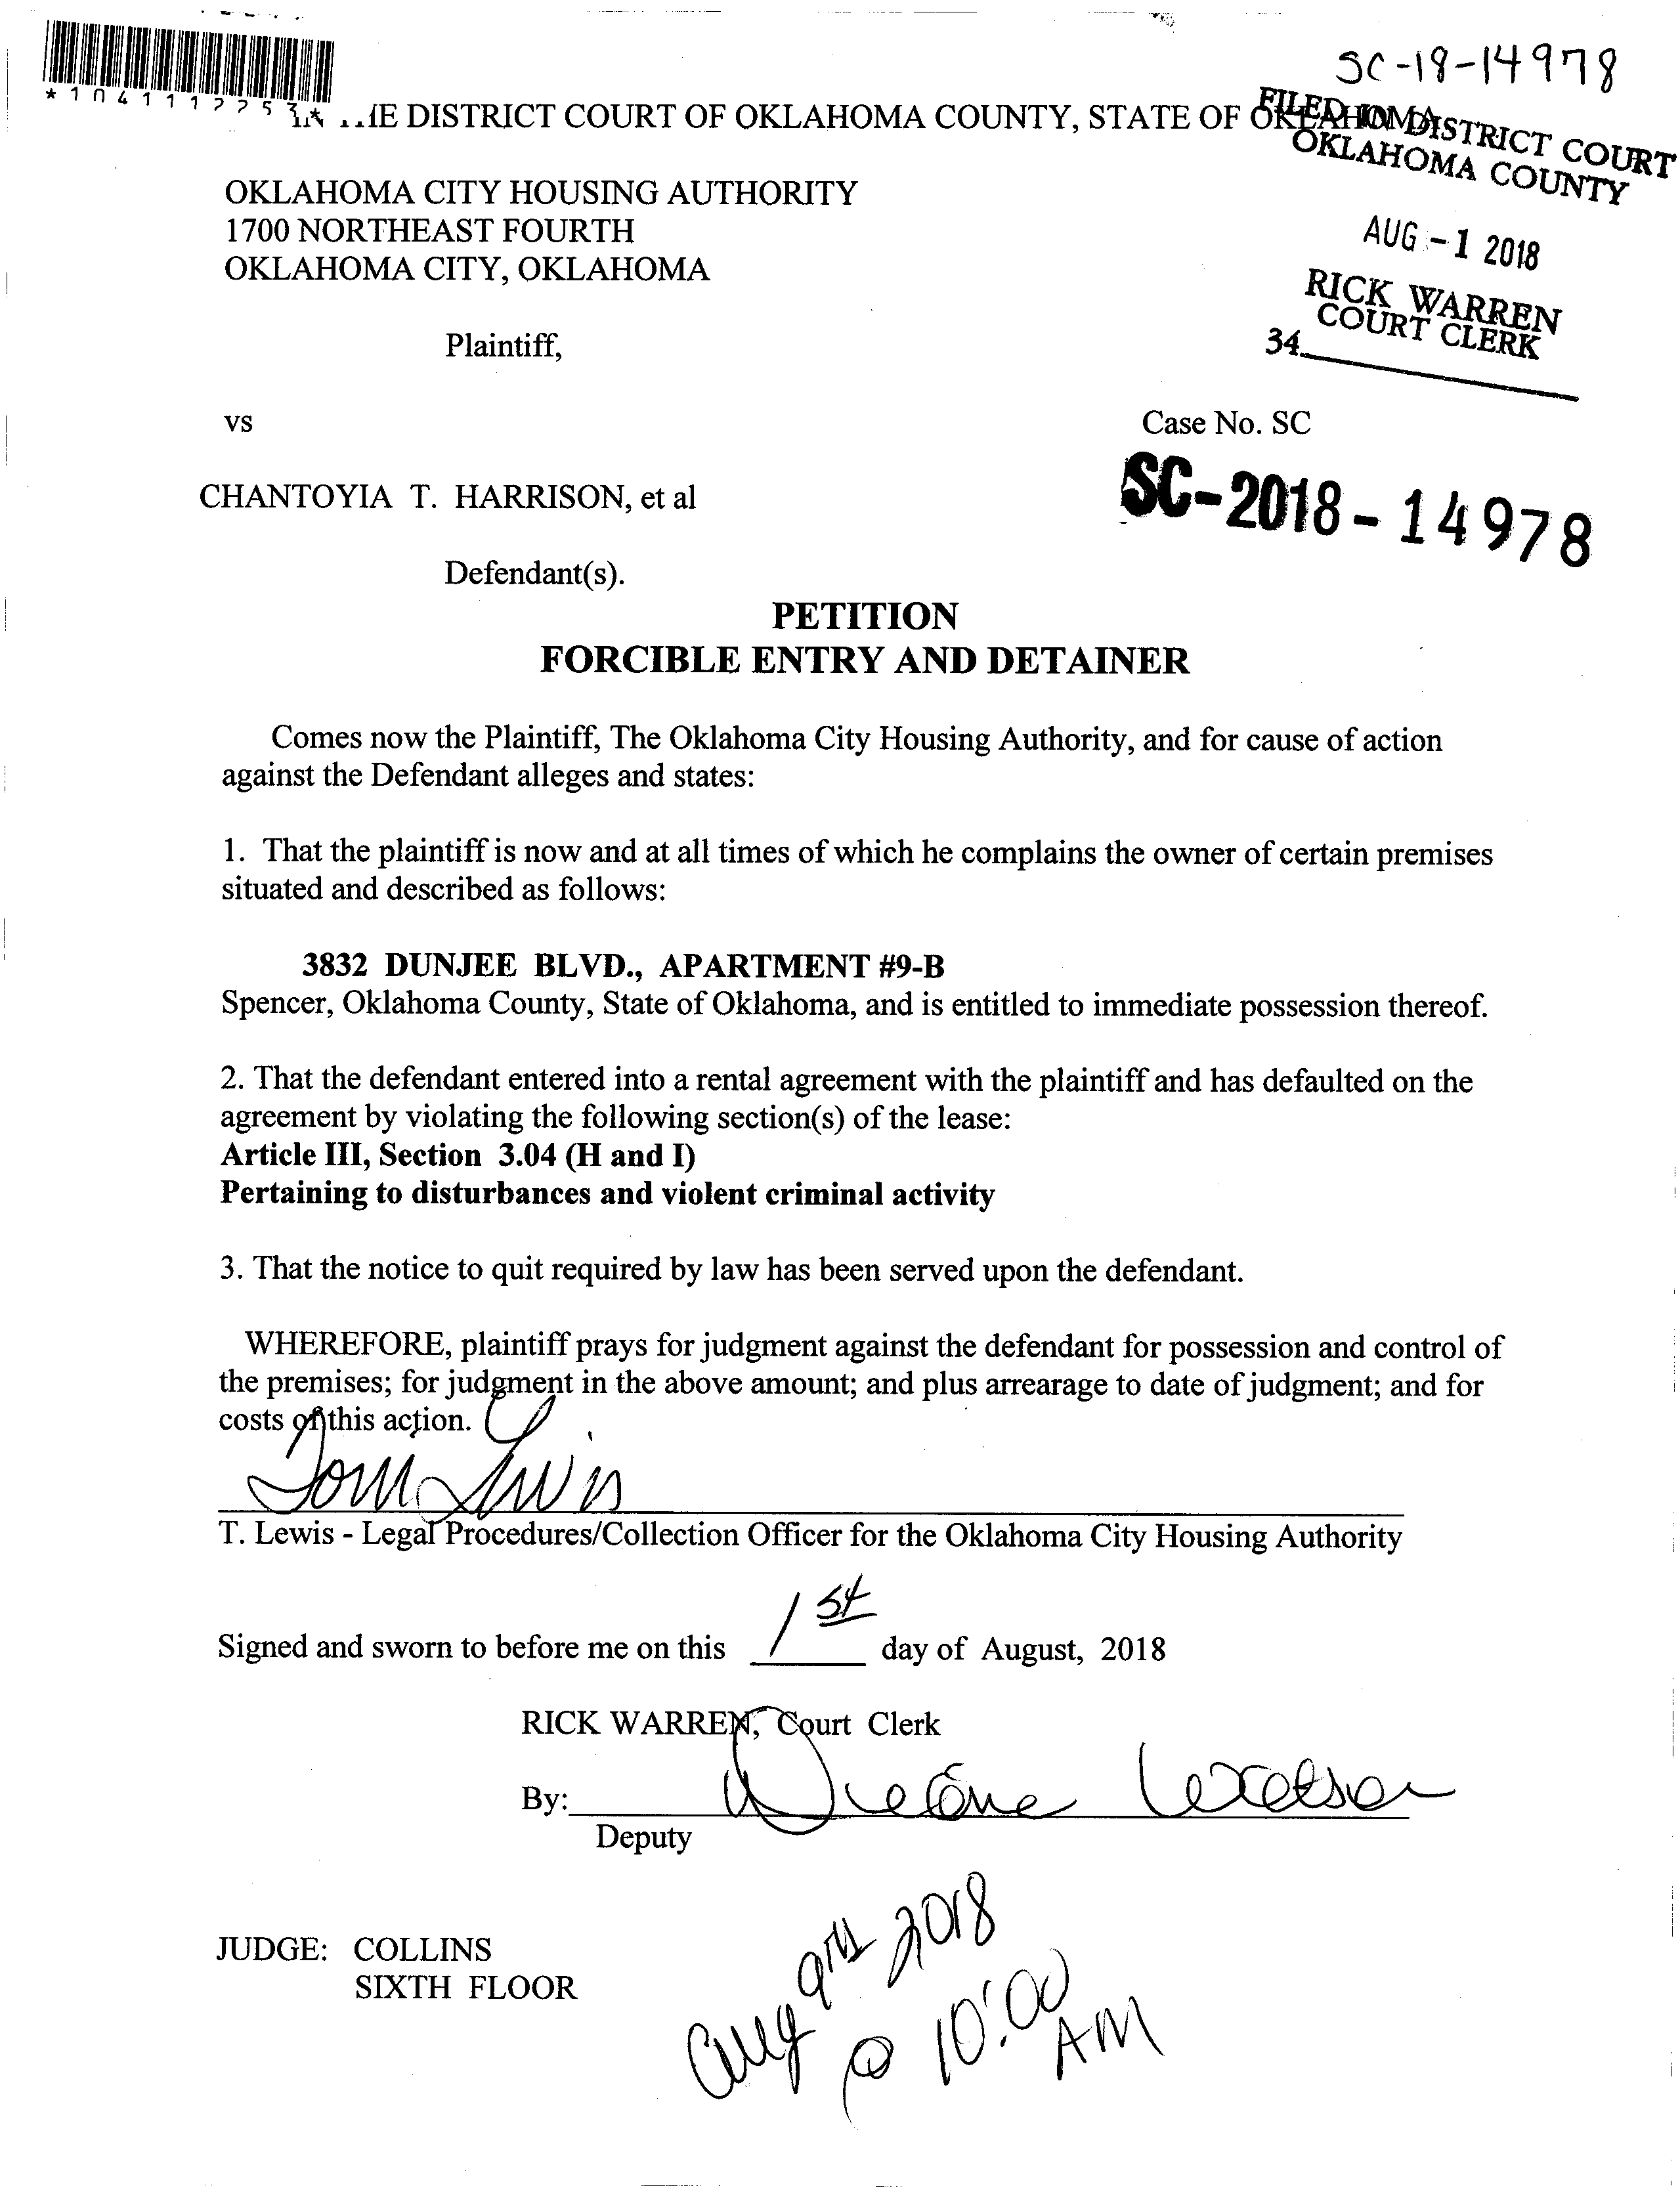 SC-18-14978
*1041112253*
THE DISTRICT COURT OF OKLAHOMA COUNTY, STATE OF OKLAHOMA
FILED IN DISTRICT COURT
OKLAHOMA COUNTY
OKLAHOMA CITY HOUSING AUTHORITY
1700 NORTHEAST FOURTH
OKLAHOMA CITY, OKLAHOMA
AUG -1 2018
RICK WARREN
COURT CLERK
34
Plaintiff,
vs
Case No. SC
SC-2018-14978
CHANTOYIA T. HARRISON, et al
Defendant(s).
PETITION
FORCIBLE ENTRY AND DETAINER
Comes now the Plaintiff, The Oklahoma City Housing Authority, and for cause of action
against the Defendant alleges and states:
1. That the plaintiff is now and at all times of which he complains the owner of certain premises
situated and described as follows:
3832 DUNJEE BLVD., APARTMENT #9-B
Spencer, Oklahoma County, State of Oklahoma, and is entitled to immediate possession thereof.
2. That the defendant entered into a rental agreement with the plaintiff and has defaulted on the
agreement by violating the following section(s) of the lease:
Article III, Section 3.04 (H and I)
Pertaining to disturbances and violent criminal activity
3. That the notice to quit required by law has been served upon the defendant.
WHEREFORE, plaintiff prays for judgment against the defendant for possession and control of
the premises; for judgment in the above amount; and plus arrearage to date of judgment; and for
costs of this action.
Tom Lewis
T. Lewis - Legal Procedures/Collection Officer for the Oklahoma City Housing Authority
Signed and sworn to before me on this 1st day of August, 2018
RICK WARREN, Court Clerk
By:
Deputy
JUDGE: COLLINS
SIXTH FLOOR
Aug 9th 2018
@ 10:00
AM